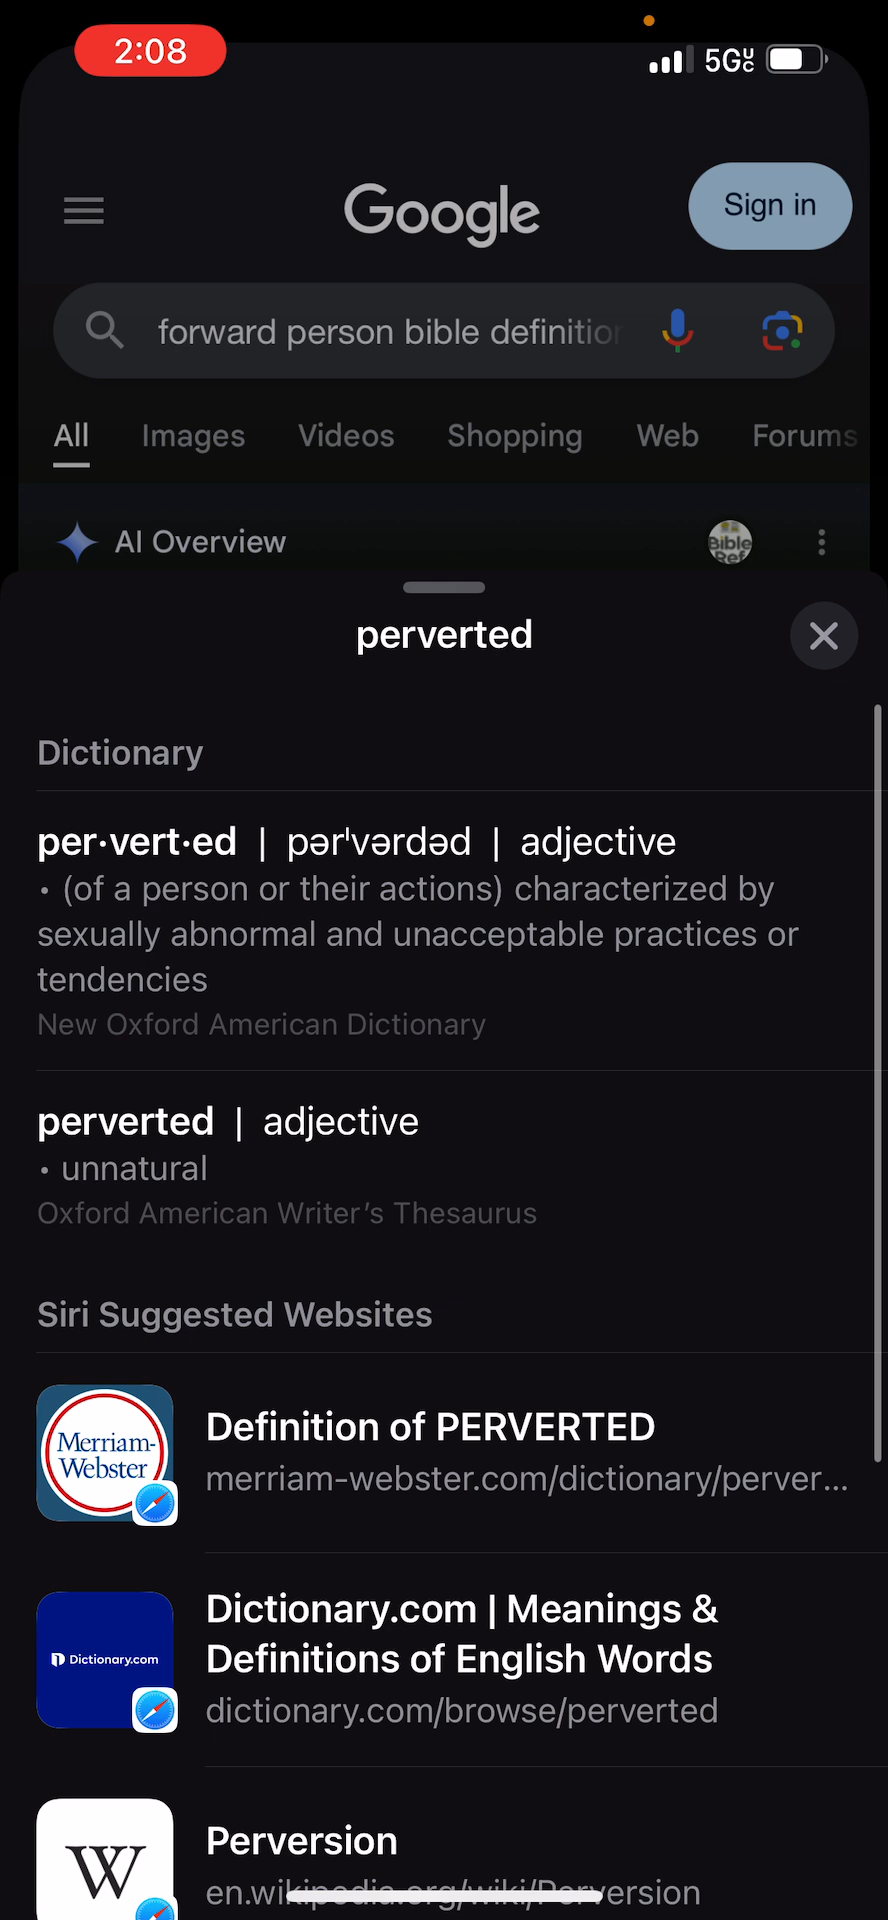 2:08
5GUC
Google
Sign in
forward person bible definition
All Images Videos Shopping Web Forums
AI Overview
Bible
Ref
perverted
Dictionary
per·vert·ed | pərˈvərdəd | adjective
• (of a person or their actions) characterized by
sexually abnormal and unacceptable practices or
tendencies
New Oxford American Dictionary
perverted | adjective
• unnatural
Oxford American Writer's Thesaurus
Siri Suggested Websites
Merriam-
Webster
Definition of PERVERTED
merriam-webster.com/dictionary/perver...
Dictionary.com
Dictionary.com | Meanings &
Definitions of English Words
dictionary.com/browse/perverted
W
Perversion
en.wikipedia.org/wiki/Perversion